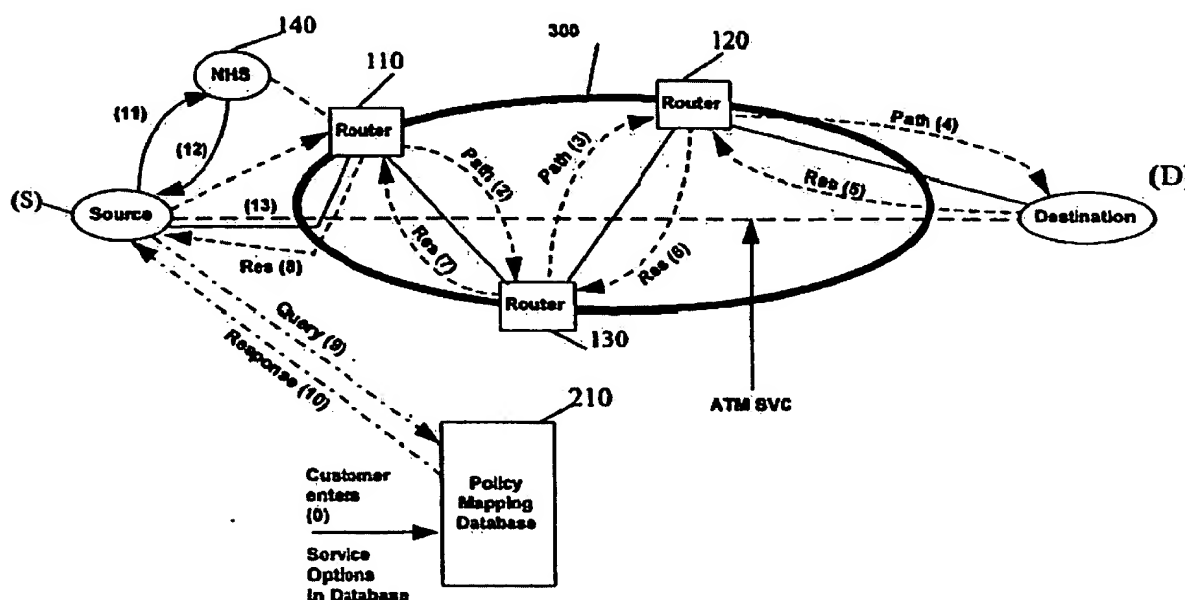 140
NHS
110
300
120
Router
Router
(11)
(12)
Path (2)
Path (3)
Path (4)
Res (5)
(S)
Source
(13)
(D)
Destination
Res (8)
Res (7)
Res (6)
Router
130
Query (9)
Response (10)
ATM SVC
210
Customer
enters
(0)
Service
Options
In Database
Policy
Mapping
Database